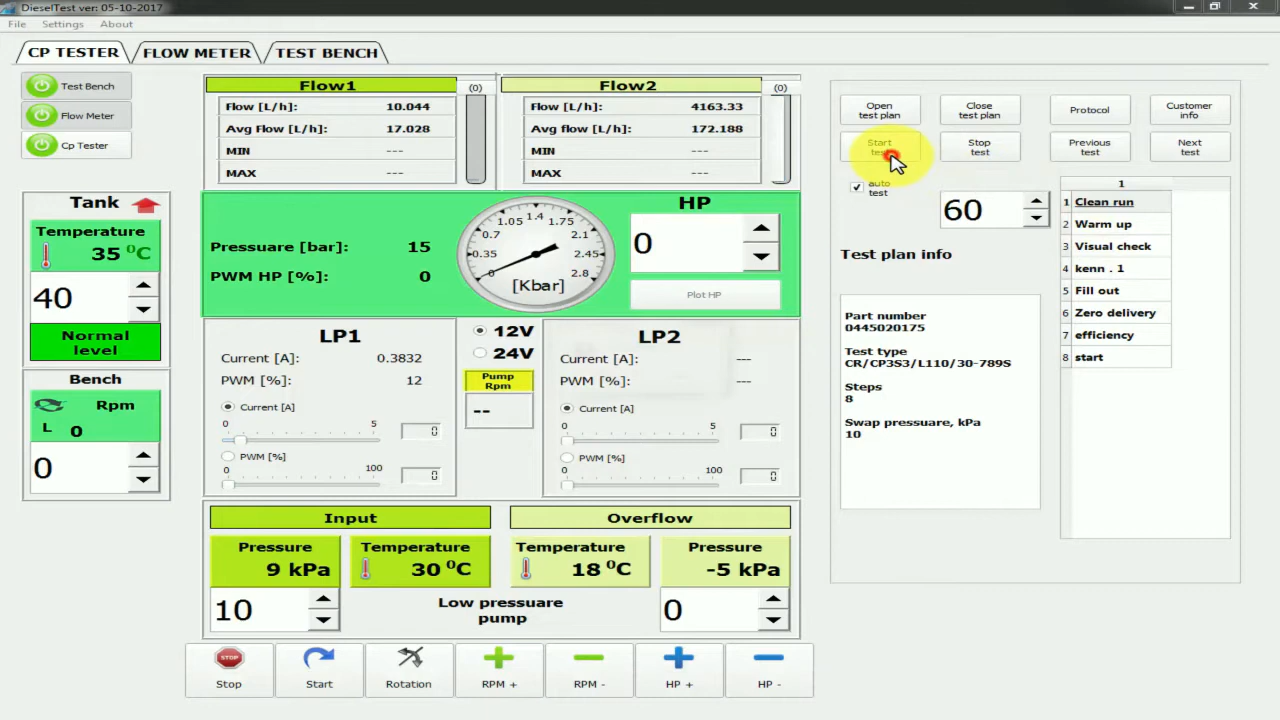 DieselTest ver: 05-10-2017
File Settings About
CP TESTER FLOW METER TEST BENCH
Test Bench
Flow Meter
Cp Tester
Tank
Temperature
35 ⁰C
40
Normal
level
Bench
Rpm
L 0
0
Flow1
(0)
Flow [L/h]: 10.044
Avg Flow [L/h]: 17.028
MIN ---
MAX ---
Flow2
(0)
Flow [L/h]: 4163.33
Avg Flow [L/h]: 172.188
MIN ---
MAX ---
Pressuare [bar]: 15
PWM HP [%]: 0
0 0.35 0.7 1.05 1.4 1.75 2.1 2.45 2.8
[Kbar]
HP
0
Plot HP
LP1
Current [A]: 0.3832
PWM [%]: 12
Current [A]
0 5
0
PWM [%]
0 100
0
12V
24V
Pump
Rpm
--
LP2
Current [A]: ---
PWM [%]: ---
Current [A]
0 5
0
PWM [%]
0 100
0
Input
Pressure
9 kPa
10
Temperature
30 ⁰C
Low pressuare
pump
Overflow
Temperature
18 ⁰C
Pressure
-5 kPa
0
STOP
Stop Start Rotation RPM + RPM - HP + HP -
Open
test plan
Close
test plan
Protocol
Customer
info
Start
test
Stop
test
Previous
test
Next
test
auto
test
60
Test plan info
Part number
0445020175
Test type
CR/CP3S3/L110/30-789S
Steps
8
Swap pressuare, kPa
10
1
1 Clean run
2 Warm up
3 Visual check
4 kenn . 1
5 Fill out
6 Zero delivery
7 efficiency
8 start